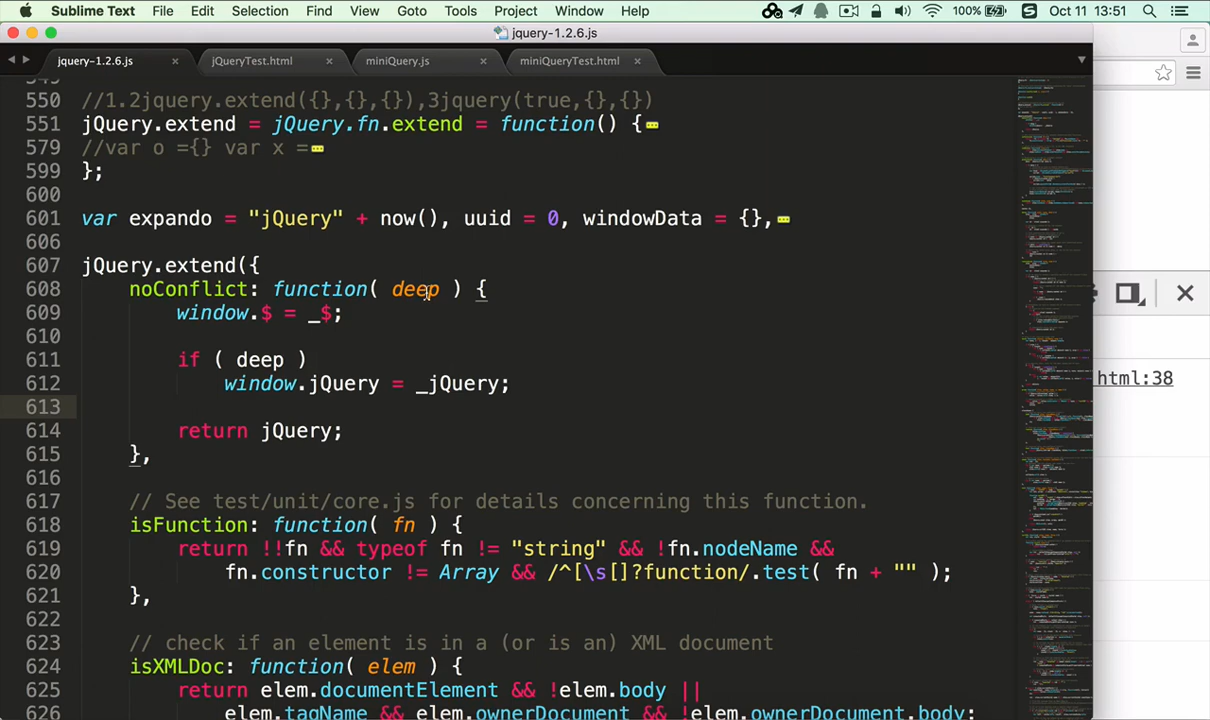 Sublime Text File Edit Selection Find View Goto Tools Project Window Help 100% Oct 11 13:51
jquery-1.2.6.js
jquery-1.2.6.js jQueryTest.html miniQuery.js miniQueryTest.html
550 //1.2jquery.extend({},{},{}),3jquery(true,{},{})
551 jQuery.extend = jQuery.fn.extend = function() {
579 //var o ={} var x =
599 };
600
601 var expando = "jQuery" + now(), uuid = 0, windowData = {},
606
607 jQuery.extend({
608 noConflict: function( deep ) {
609 window.$ = _$;
610
611 if ( deep )
612 window.jQuery = _jQuery;
613
614 return jQuery;
615 },
616
617 // See test/unit/core.js for details concerning this function.
618 isFunction: function( fn ) {
619 return !!fn && typeof fn != "string" && !fn.nodeName &&
620 fn.constructor != Array && /^[\s[]?function/.test( fn + "" );
621 },
622
623 // check if an element is in a (or is an) XML document
624 isXMLDoc: function( elem ) {
625 return elem.documentElement && !elem.body ||
elem.tagName && elem.ownerDocument && !elem.ownerDocument.body;
html:38